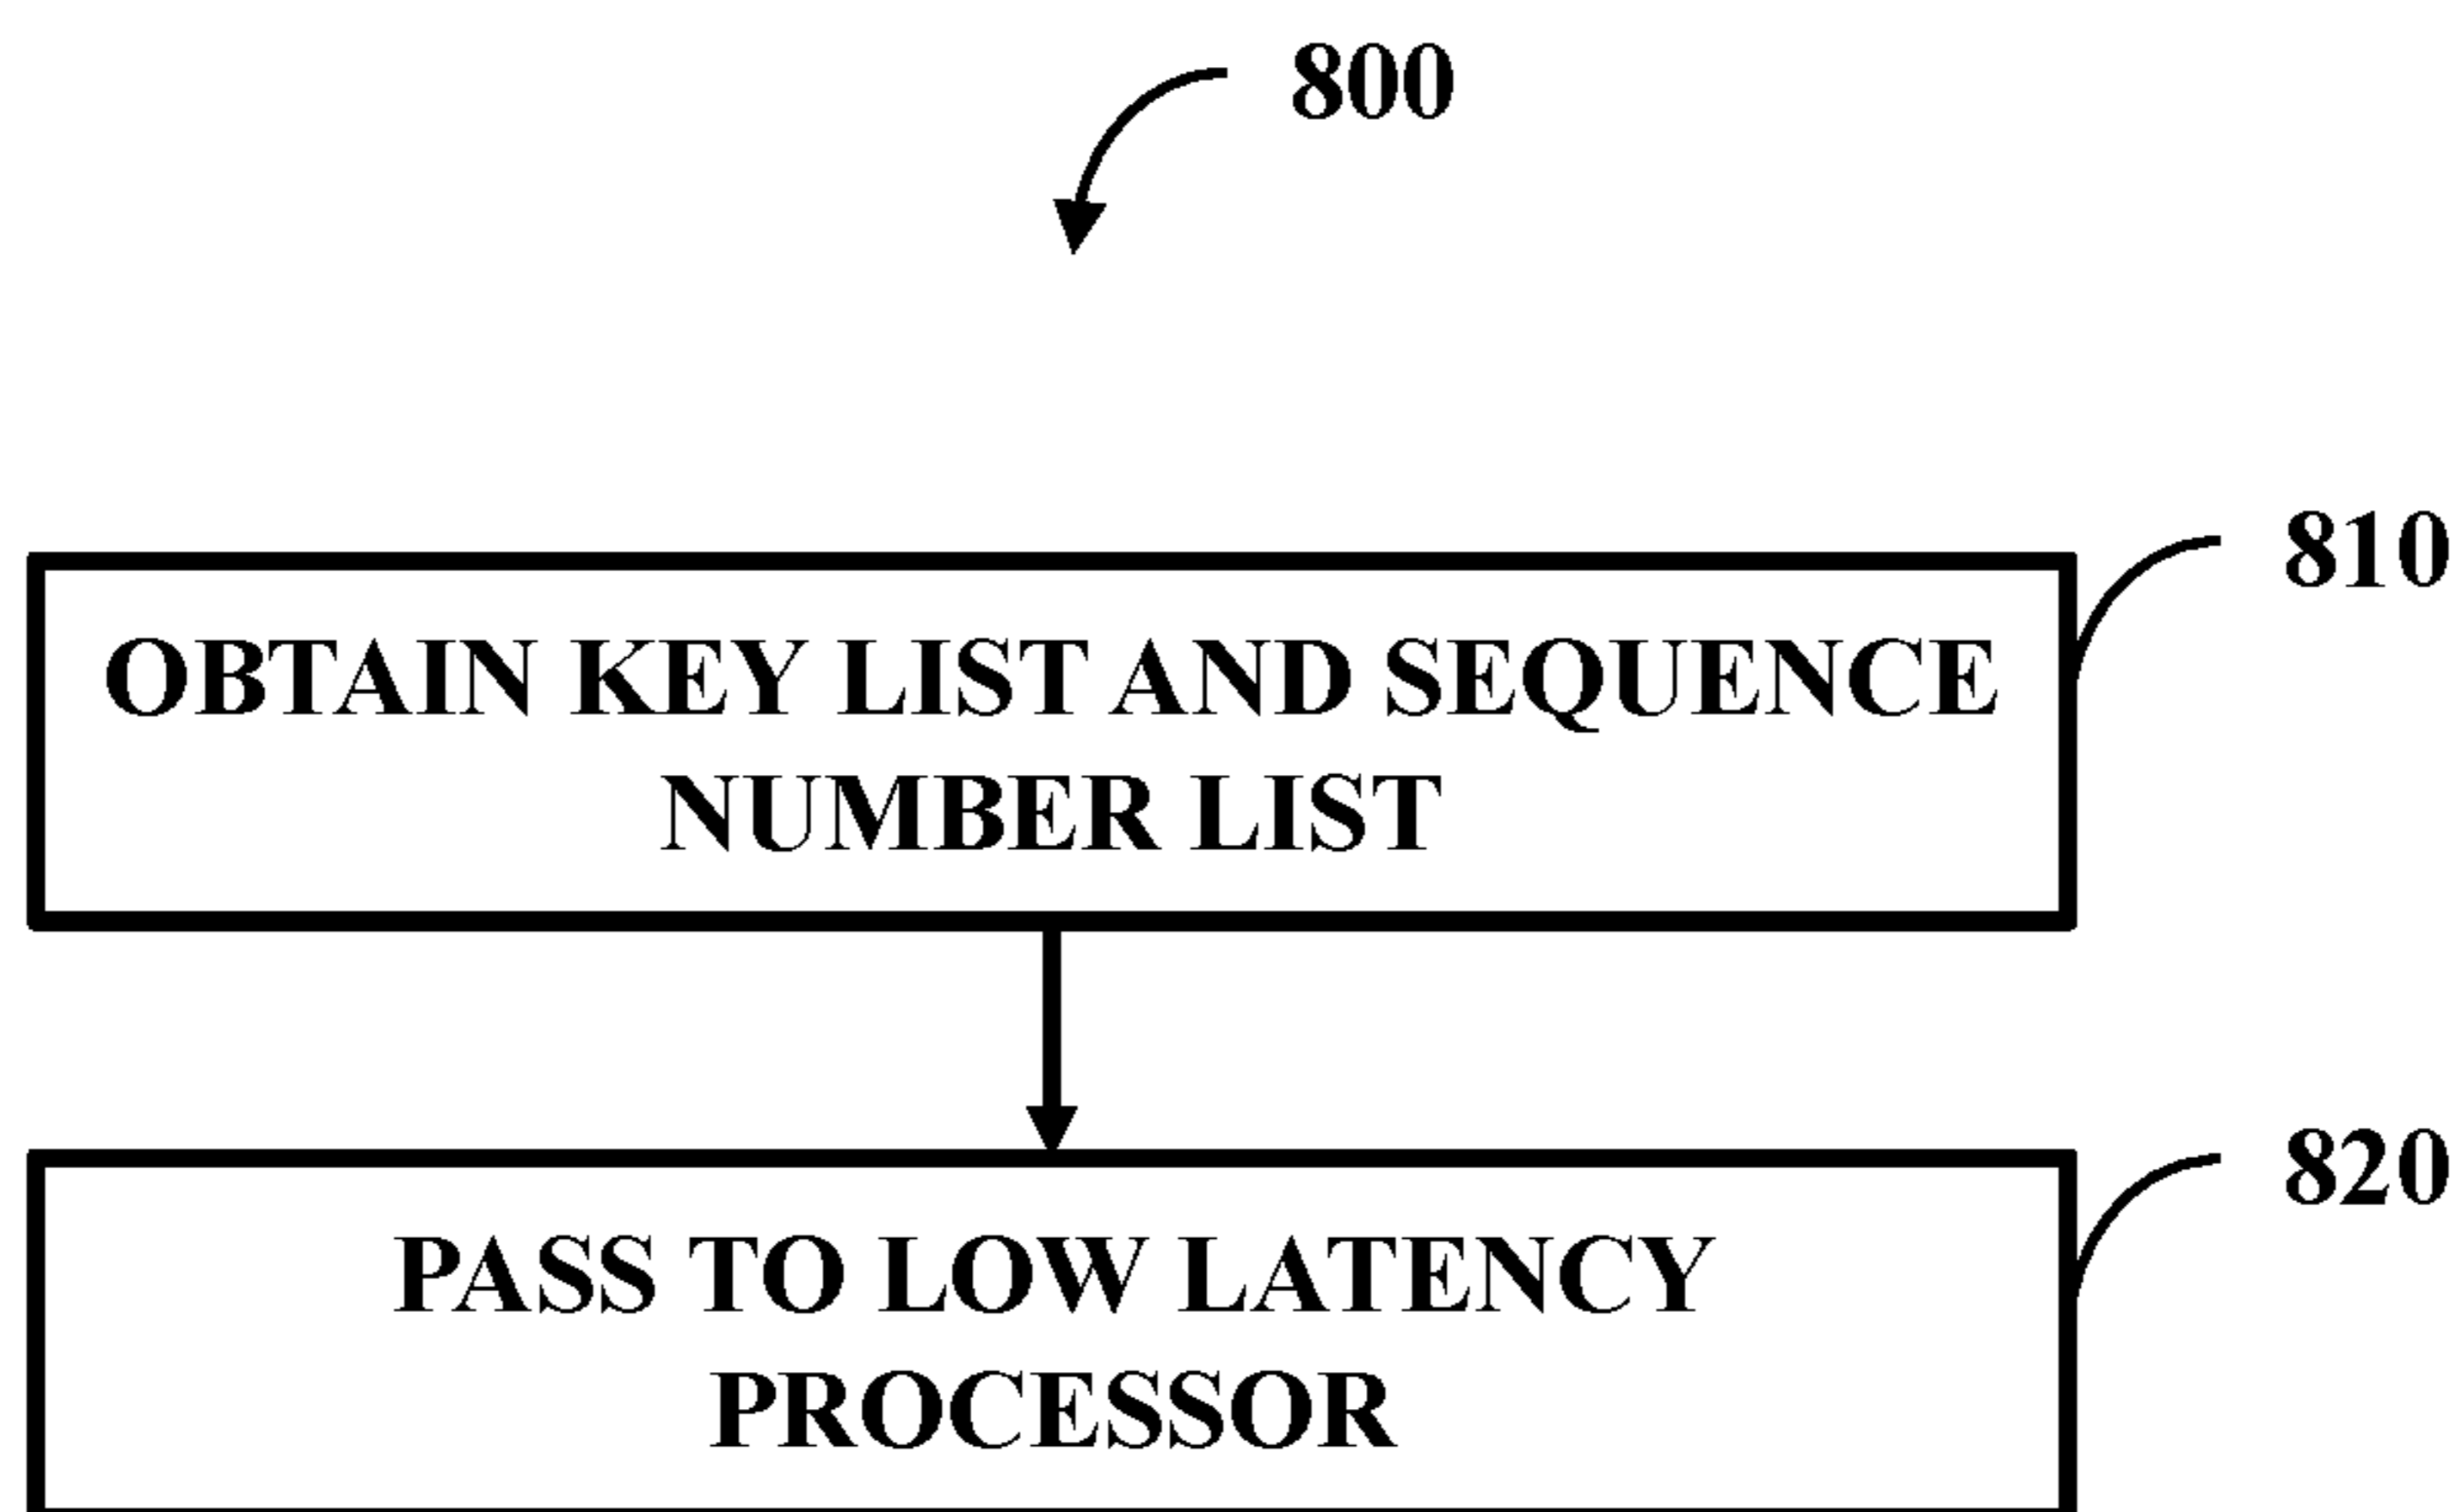 800
810
OBTAIN KEY LIST AND SEQUENCE
NUMBER LIST
820
PASS TO LOW LATENCY
PROCESSOR